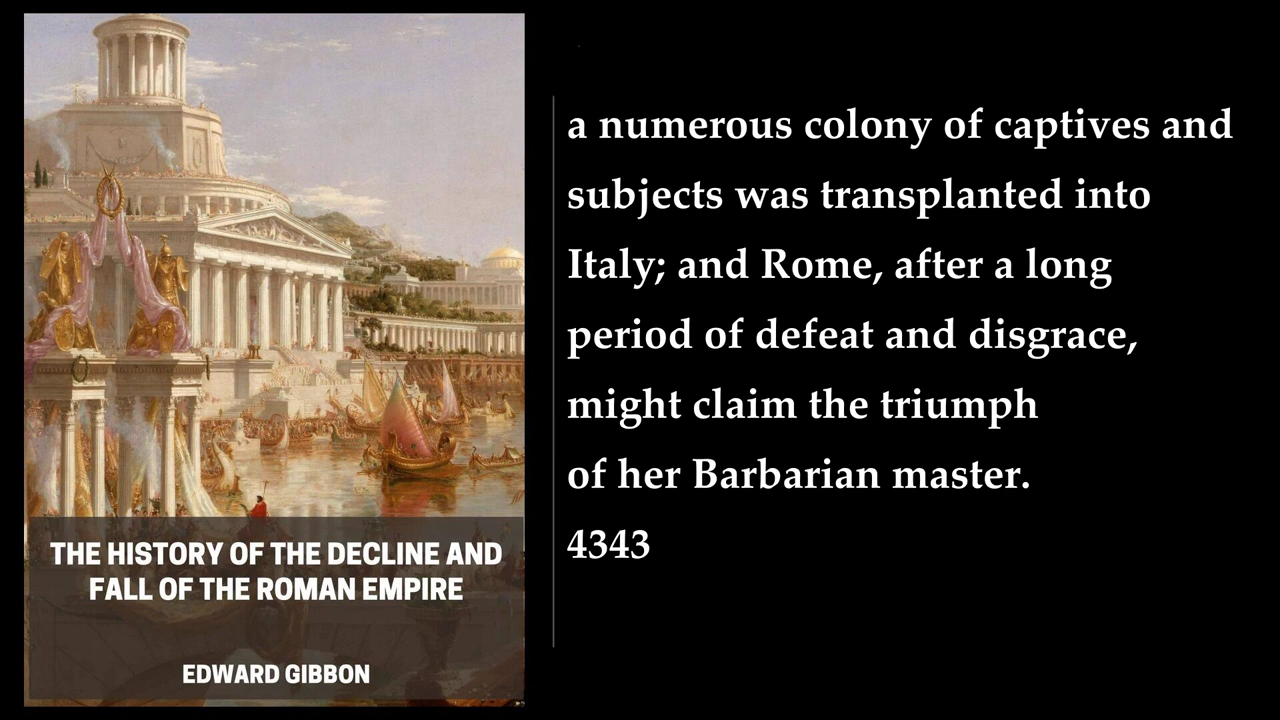 THE HISTORY OF THE DECLINE AND
FALL OF THE ROMAN EMPIRE
EDWARD GIBBON
a numerous colony of captives and
subjects was transplanted into
Italy; and Rome, after a long
period of defeat and disgrace,
might claim the triumph
of her Barbarian master.
4343